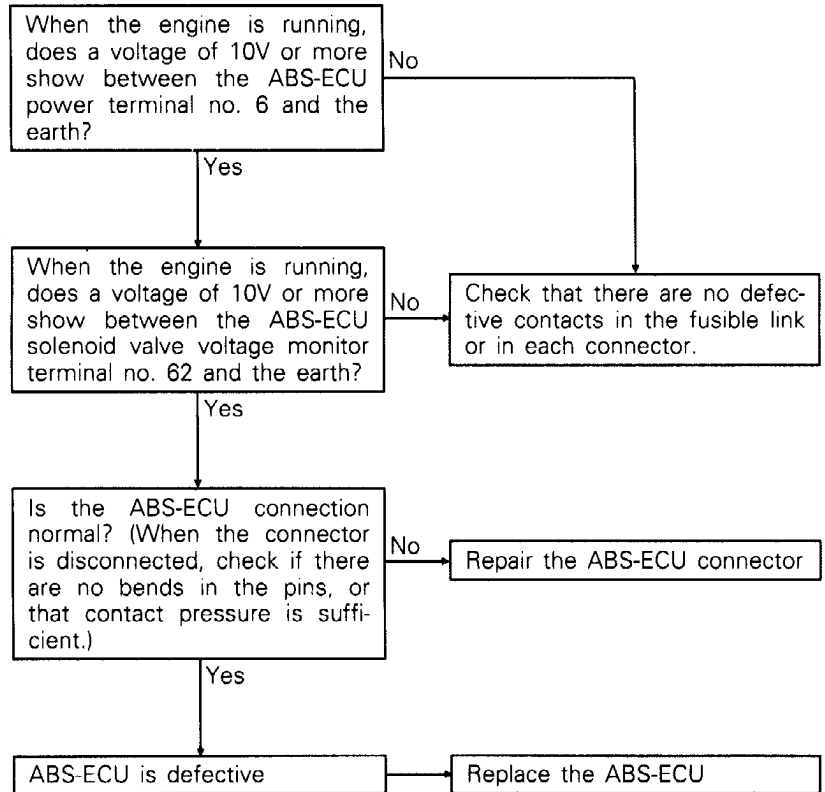 When the engine is running,
does a voltage of 10V or more
show between the ABS-ECU
power terminal no. 6 and the
earth?
No
Yes
When the engine is running,
does a voltage of 10V or more
show between the ABS-ECU
solenoid valve voltage monitor
terminal no. 62 and the earth?
No
Check that there are no defec-
tive contacts in the fusible link
or in each connector.
Yes
Is the ABS-ECU connection
normal? (When the connector
is disconnected, check if there
are no bends in the pins, or
that contact pressure is suffi-
cient.)
No
Repair the ABS-ECU connector
Yes
ABS-ECU is defective
Replace the ABS-ECU